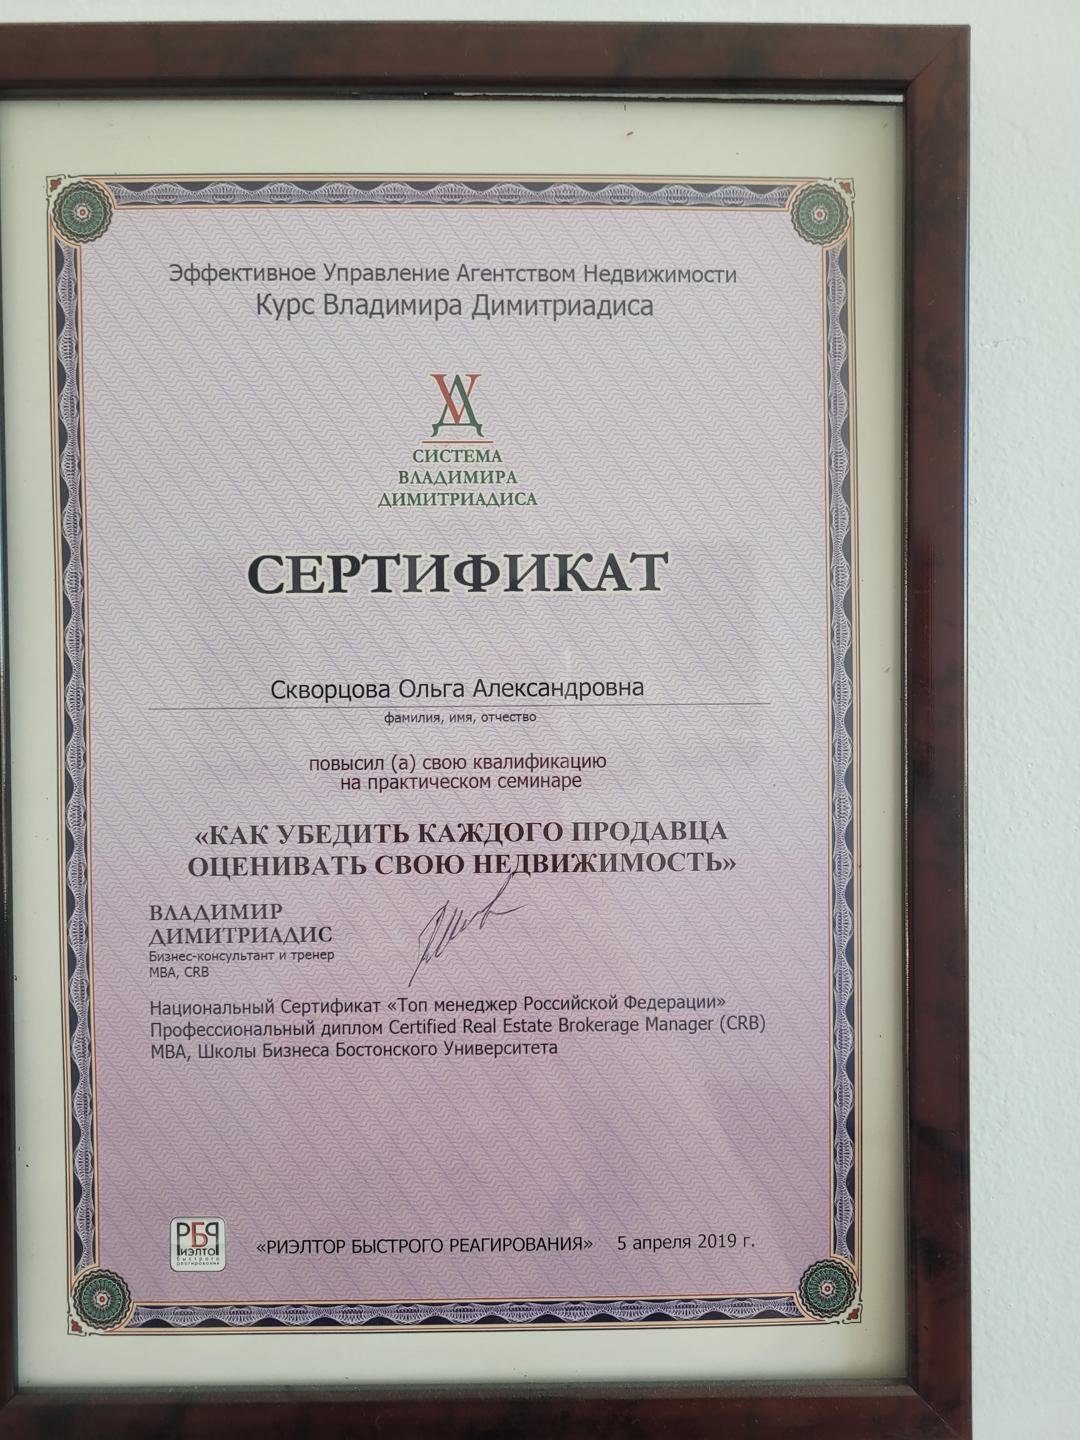 Эффективное Управление Агентством Недвижимости
Курс Владимира Димитриадиса
СИСТЕМА
ВЛАДИМИРА
ДИМИТРИАДИСА
СЕРТИФИКАТ
Скворцова Ольга Александровна
фамилия, имя, отчество
повысил (а) свою квалификацию
на практическом семинаре
«КАК УБЕДИТЬ КАЖДОГО ПРОДАВЦА
ОЦЕНИВАТЬ СВОЮ НЕДВИЖИМОСТЬ»
ВЛАДИМИР
ДИМИТРИАДИС
Бизнес-консультант и тренер
MBA, CRB
Национальный Сертификат «Топ менеджер Российской Федерации»
Профессиональный диплом Certified Real Estate Brokerage Manager (CRB)
MBA, Школы Бизнеса Бостонского Университета
РБР
иэлто
быстрого
реагирования
«РИЭЛТОР БЫСТРОГО РЕАГИРОВАНИЯ» 5 апреля 2019 г.